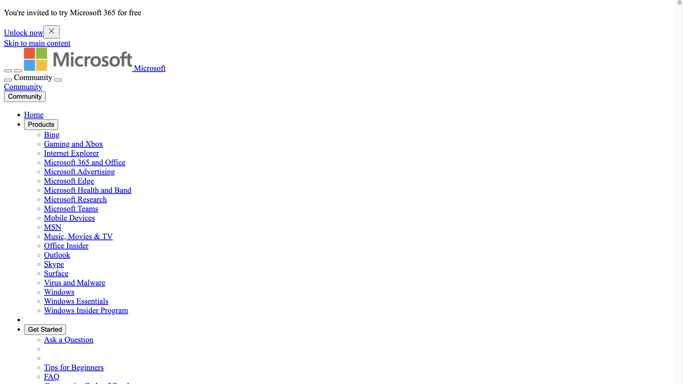 You're invited to try Microsoft 365 for free
Unlock now
Skip to main content
Microsoft Microsoft
Community
Community
Community
Home
Products
Bing
Gaming and Xbox
Internet Explorer
Microsoft 365 and Office
Microsoft Advertising
Microsoft Edge
Microsoft Health and Band
Microsoft Research
Microsoft Teams
Mobile Devices
MSN
Music, Movies & TV
Office Insider
Outlook
Skype
Surface
Virus and Malware
Windows
Windows Essentials
Windows Insider Program
Get Started
Ask a Question
Tips for Beginners
FAQ